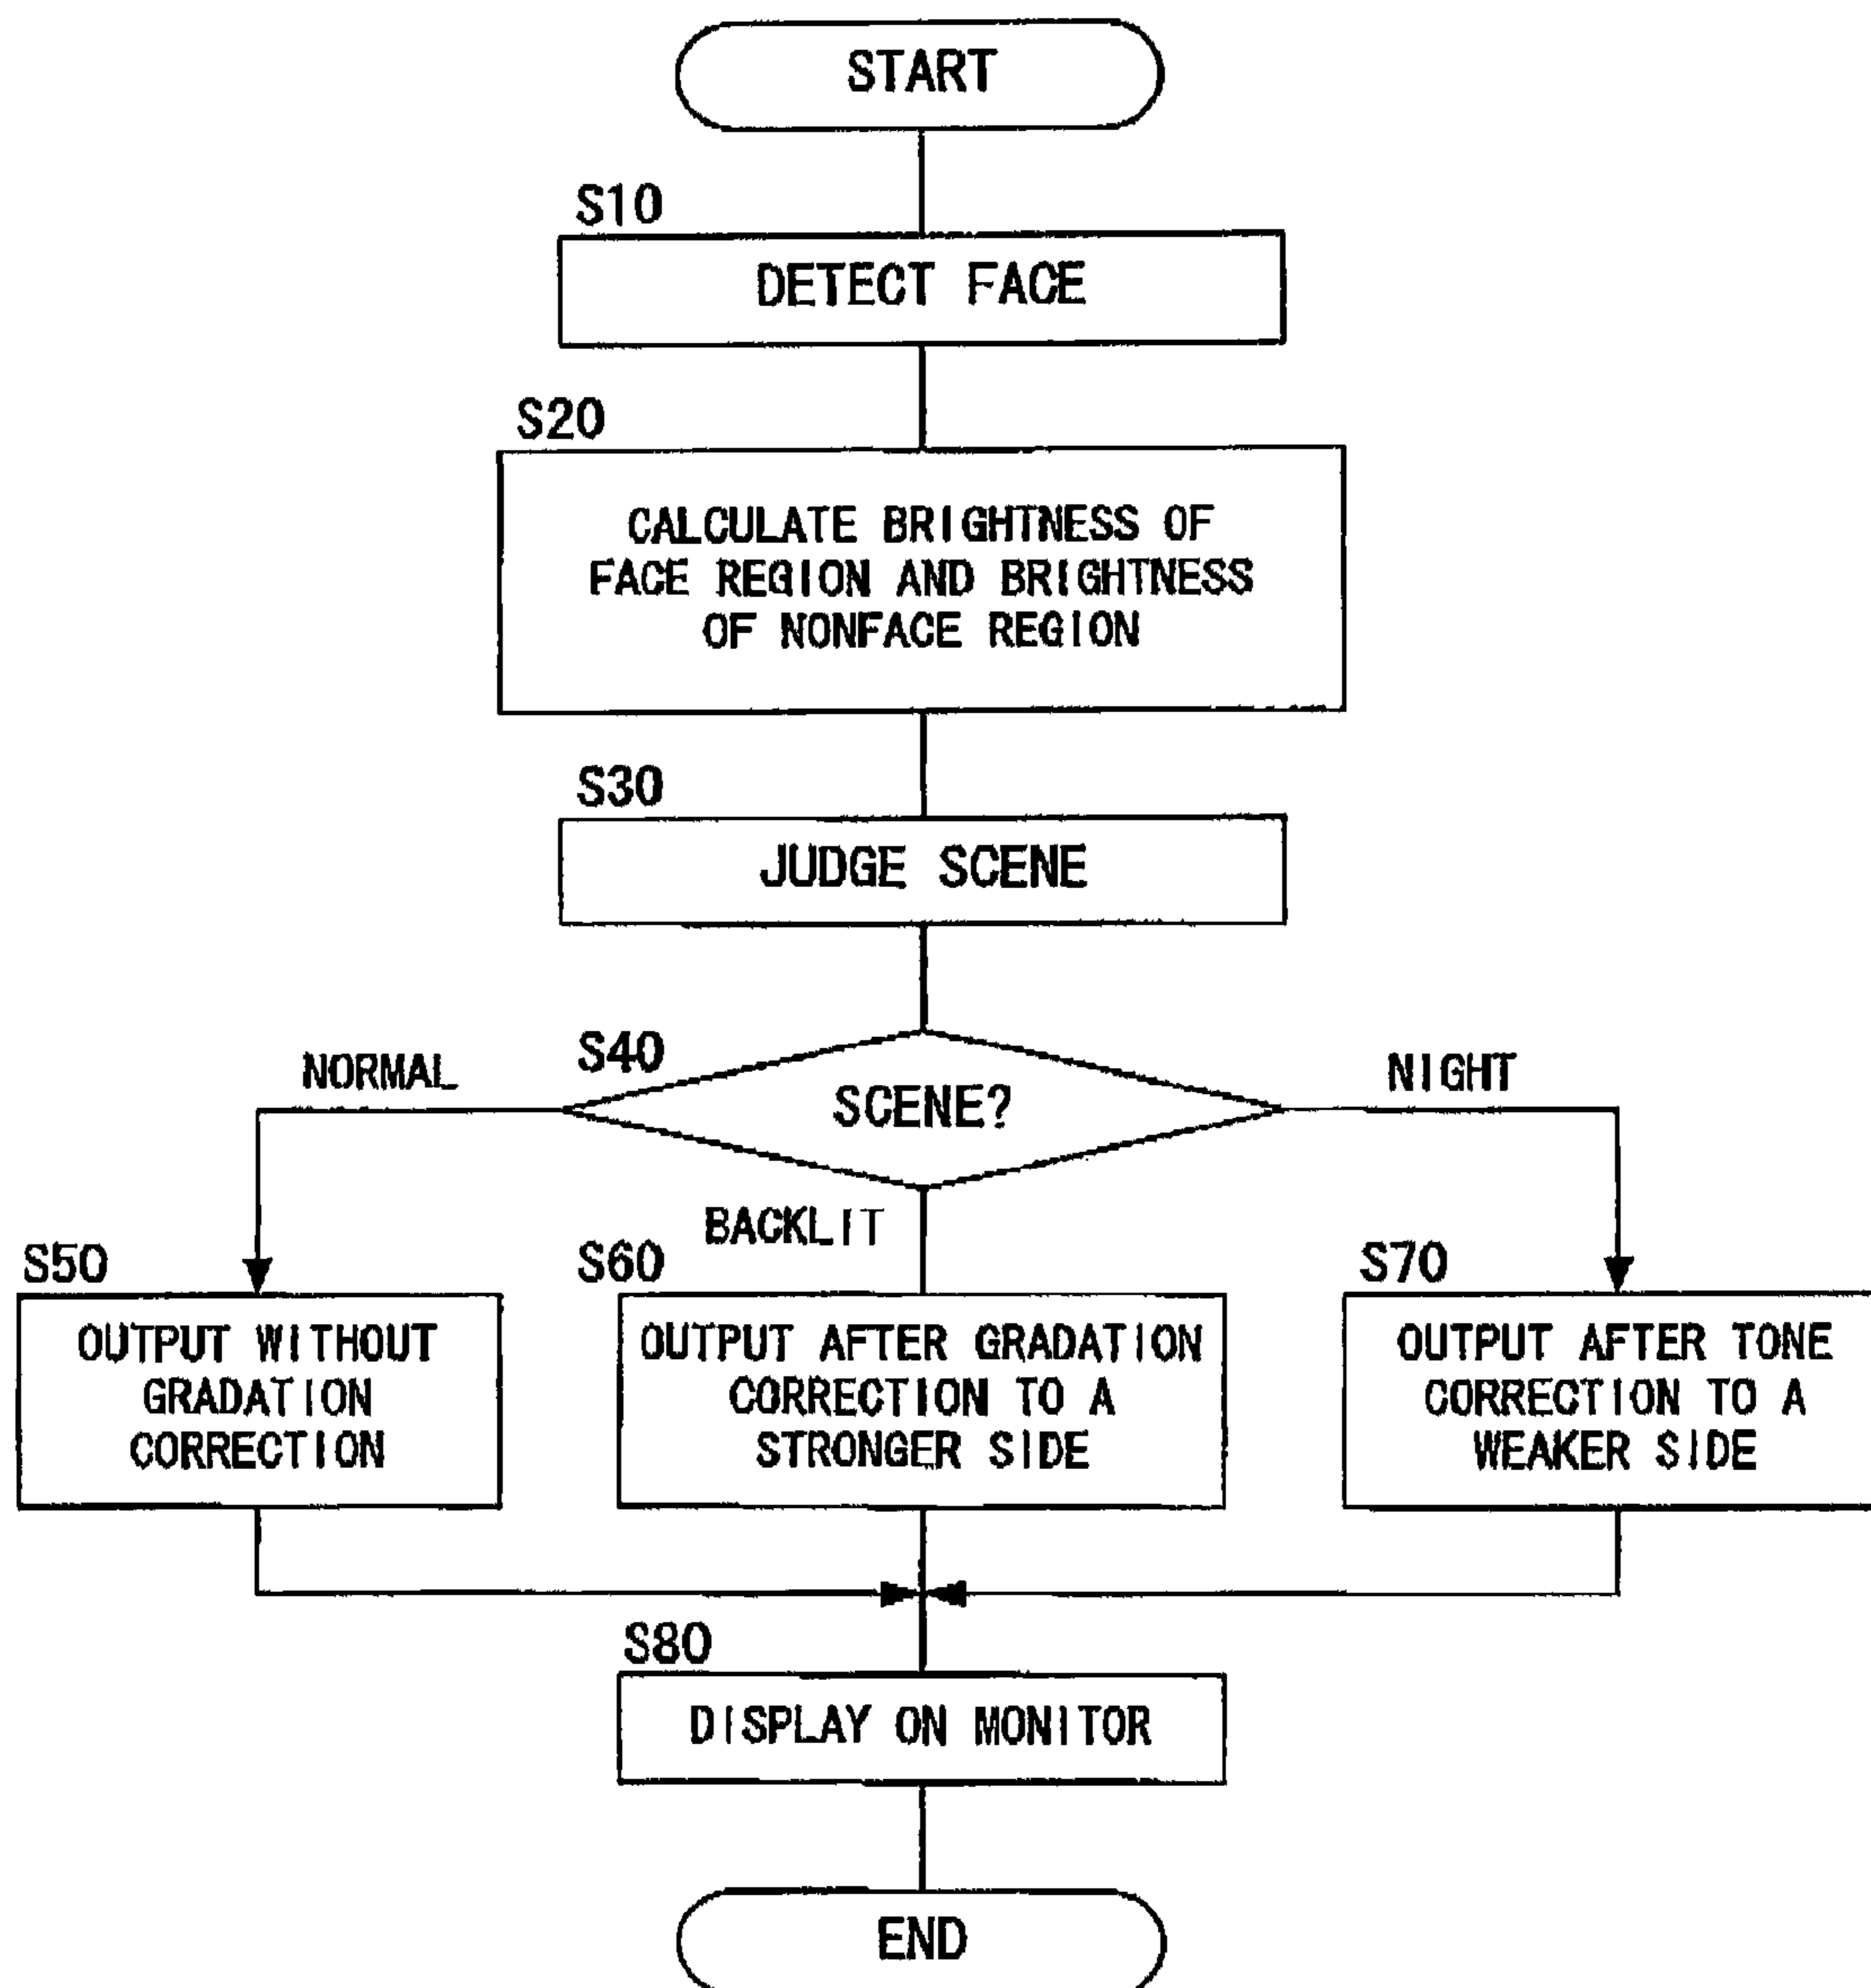 START
S10
DETECT FACE
S20
CALCULATE BRIGHTNESS OF
FACE REGION AND BRIGHTNESS
OF NONFACE REGION
S30
JUDGE SCENE
S40
SCENE?
NORMAL
NIGHT
BACKLIT
S50
OUTPUT WITHOUT
GRADATION
CORRECTION
S60
OUTPUT AFTER GRADATION
CORRECTION TO A
STRONGER SIDE
S70
OUTPUT AFTER TONE
CORRECTION TO A
WEAKER SIDE
S80
DISPLAY ON MONITOR
END